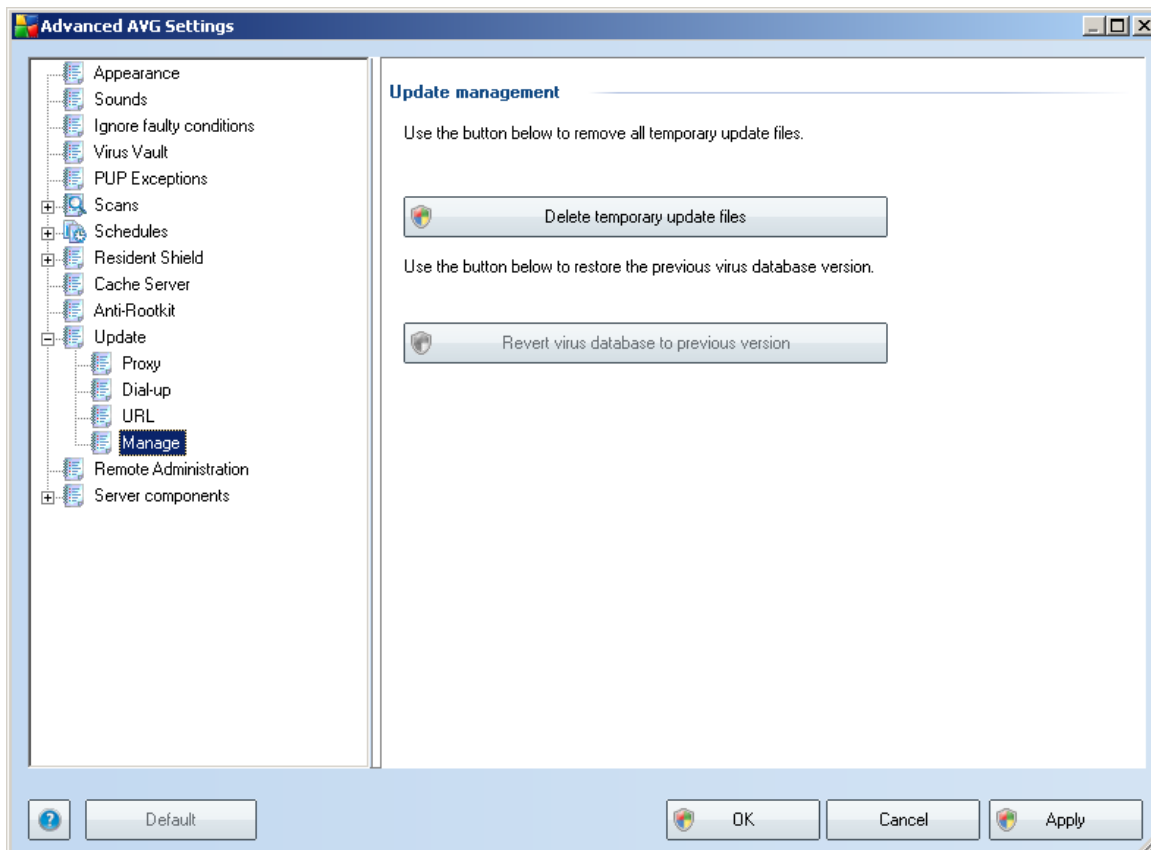 Advanced AVG Settings
Appearance
Sounds
Ignore faulty conditions
Virus Vault
PUP Exceptions
Scans
Schedules
Resident Shield
Cache Server
Anti-Rootkit
Update
Proxy
Dial-up
URL
Manage
Remote Administration
Server components
Update management
Use the button below to remove all temporary update files.
Delete temporary update files
Use the button below to restore the previous virus database version.
Revert virus database to previous version
Default
OK
Cancel
Apply